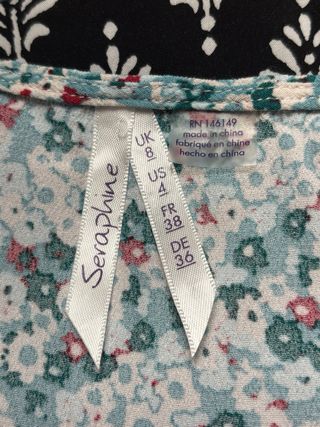 Seraphine
UK
8
US
4
FR
38
DE
36
RN 146149
made in china
fabriqué en chine
hecho en china